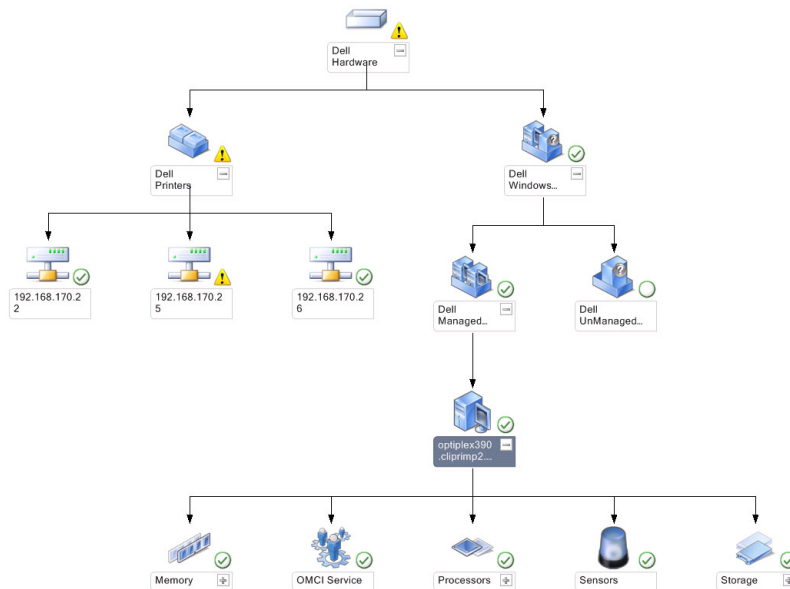 Dell
Hardware
Dell
Printers
Dell
Windows...
192.168.170.2
2
192.168.170.2
5
192.168.170.2
6
Dell
Managed...
Dell
UnManaged...
optiplex390
.cliprimp2....
Memory
OMCI Service
Processors
Sensors
Storage